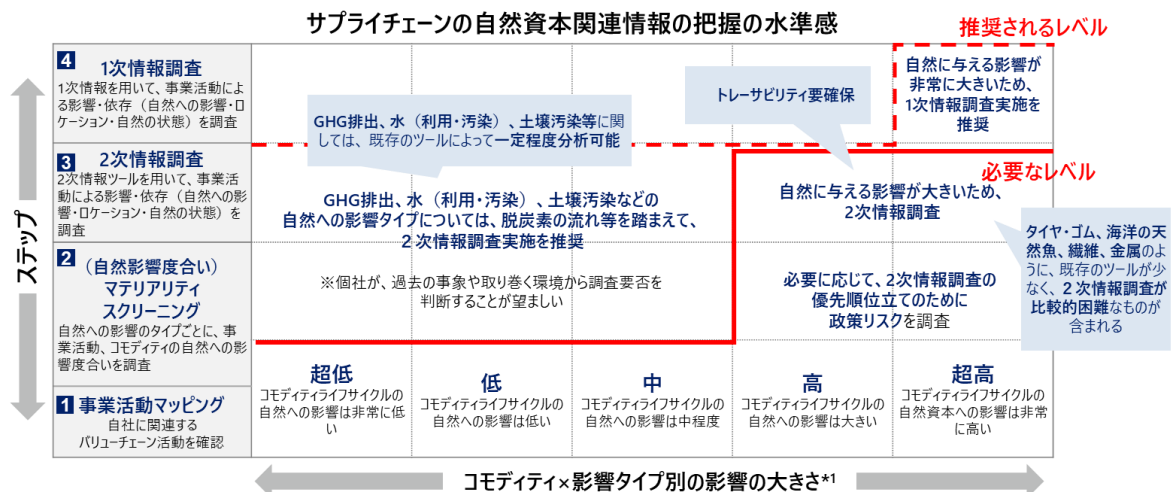 サプライチェーンの自然資本関連情報の把握の水準感
推奨されるレベル
4
1次情報調査
1次情報を用いて、事業活動によ
る影響・依存（自然への影響・ロ
ケーション・自然の状態）を調査
3
2次情報調査
2次情報ツールを用いて、事業活
動による影響・依存（自然への影
響・ロケーション・自然の状態）を
調査
2
（自然影響度合い）
マテリアリティ
スクリーニング
自然への影響のタイプごとに、事
業活動、コモディティの自然への影
響度合いを調査
1 事業活動マッピング
自社に関連する
バリューチェーン活動を確認
ステップ
GHG排出、水（利用・汚染）、土壌汚染等に関
しては、既存のツールによって一定程度分析可能
トレーサビリティ要確保
自然に与える影響が
非常に大きいため、
1次情報調査実施を
推奨
必要なレベル
GHG排出、水（利用・汚染）、土壌汚染などの
自然への影響タイプについては、脱炭素の流れ等を踏まえて、
２次情報調査実施を推奨
自然に与える影響が大きいため、
2次情報調査
タイヤ・ゴム、海洋の天
然魚、繊維、金属のよ
うに、既存のツールが少
なく、２次情報調査が
比較的困難なものが
含まれる
※個社が、過去の事象や取り巻く環境から調査要否を
判断することが望ましい
必要に応じて、2次情報調査の
優先順位立てのために
政策リスクを調査
超低
コモディティライフサイクルの
自然への影響は非常に低
い
低
コモディティライフサイクルの
自然への影響は低い
中
コモディティライフサイクルの
自然への影響は中程度
高
コモディティライフサイクルの
自然への影響は大きい
超高
コモディティライフサイクルの
自然資本への影響は非常
に高い
コモディティ×影響タイプ別の影響の大きさ*1